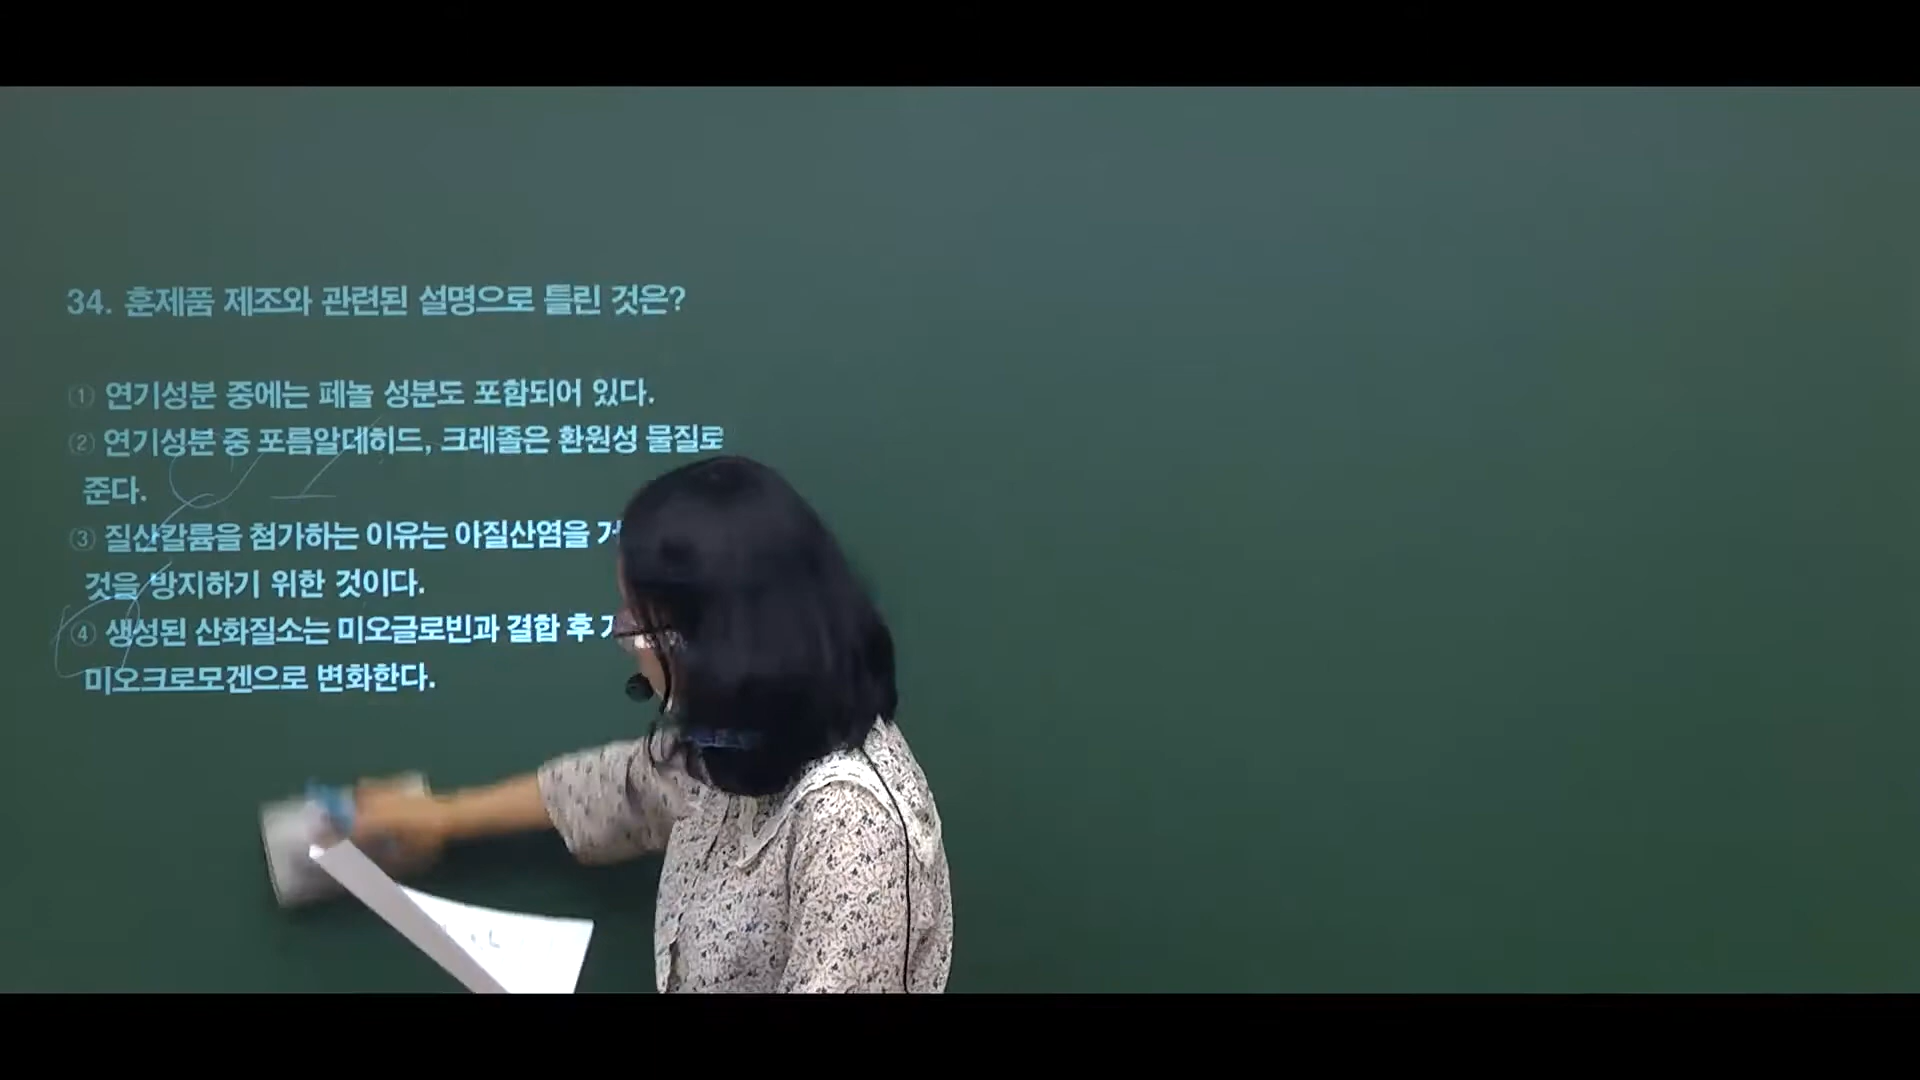 34. 훈제품 제조와 관련된 설명으로 틀린 것은?
① 연기성분 중에는 페놀 성분도 포함되어 있다.
② 연기성분 중 포름알데히드, 크레졸은 환원성 물질로
준다.
③ 질산칼륨을 첨가하는 이유는 아질산염을
것을 방지하기 위한 것이다.
④ 생성된 산화질소는 미오글로빈과 결합 후
미오크로모겐으로 변화한다.